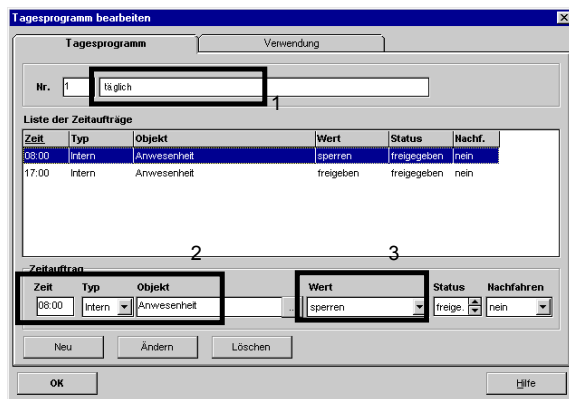 Tagesprogramm bearbeiten
Tagesprogramm Verwendung
Nr. 1 täglich
1
Liste der Zeitaufträge
Zeit Typ Objekt Wert Status Nachf.
08:00 Intern Anwesenheit sperren freigegeben nein
17:00 Intern Anwesenheit freigeben freigegeben nein
2 3
Zeitauftrag
Zeit Typ Objekt Wert Status Nachfahren
08:00 Intern Anwesenheit ... sperren freige. nein
Neu Ändern Löschen
OK Hilfe